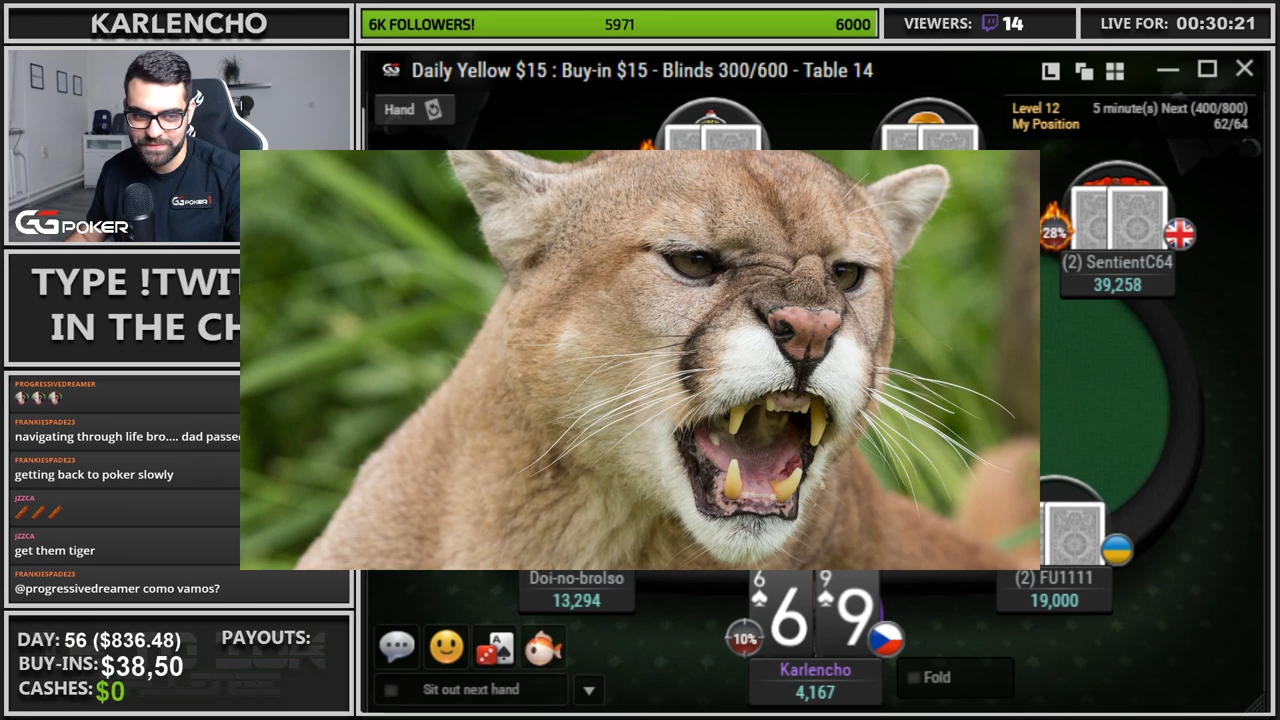 KARLENCHO
6K FOLLOWERS! 5971 6000
VIEWERS: 14
LIVE FOR: 00:30:21
GG POKER
GGPOKER
TYPE !TWIT
IN THE CH
PROGRESSIVEDREAMER
FRANKIESPADE23
navigating through life bro.... dad passed
FRANKIESPADE23
getting back to poker slowly
JZZCA
JZZCA
get them tiger
FRANKIESPADE23
@progressivedreamer como vamos?
DAY: 56 ($836.48)
PAYOUTS:
BUY-INS: $38,50
CASHES: $0
Daily Yellow $15 : Buy-in $15 - Blinds 300/600 - Table 14
Hand
Level 12 5 minute(s) Next (400/800)
My Position 62/64
28%
(2) SentientC64
39,258
Doi-no-brolso
13,294
(2) FU1111
19,000
6 9
6 9
10%
A
Karlencho
4,167
Sit out next hand
Fold